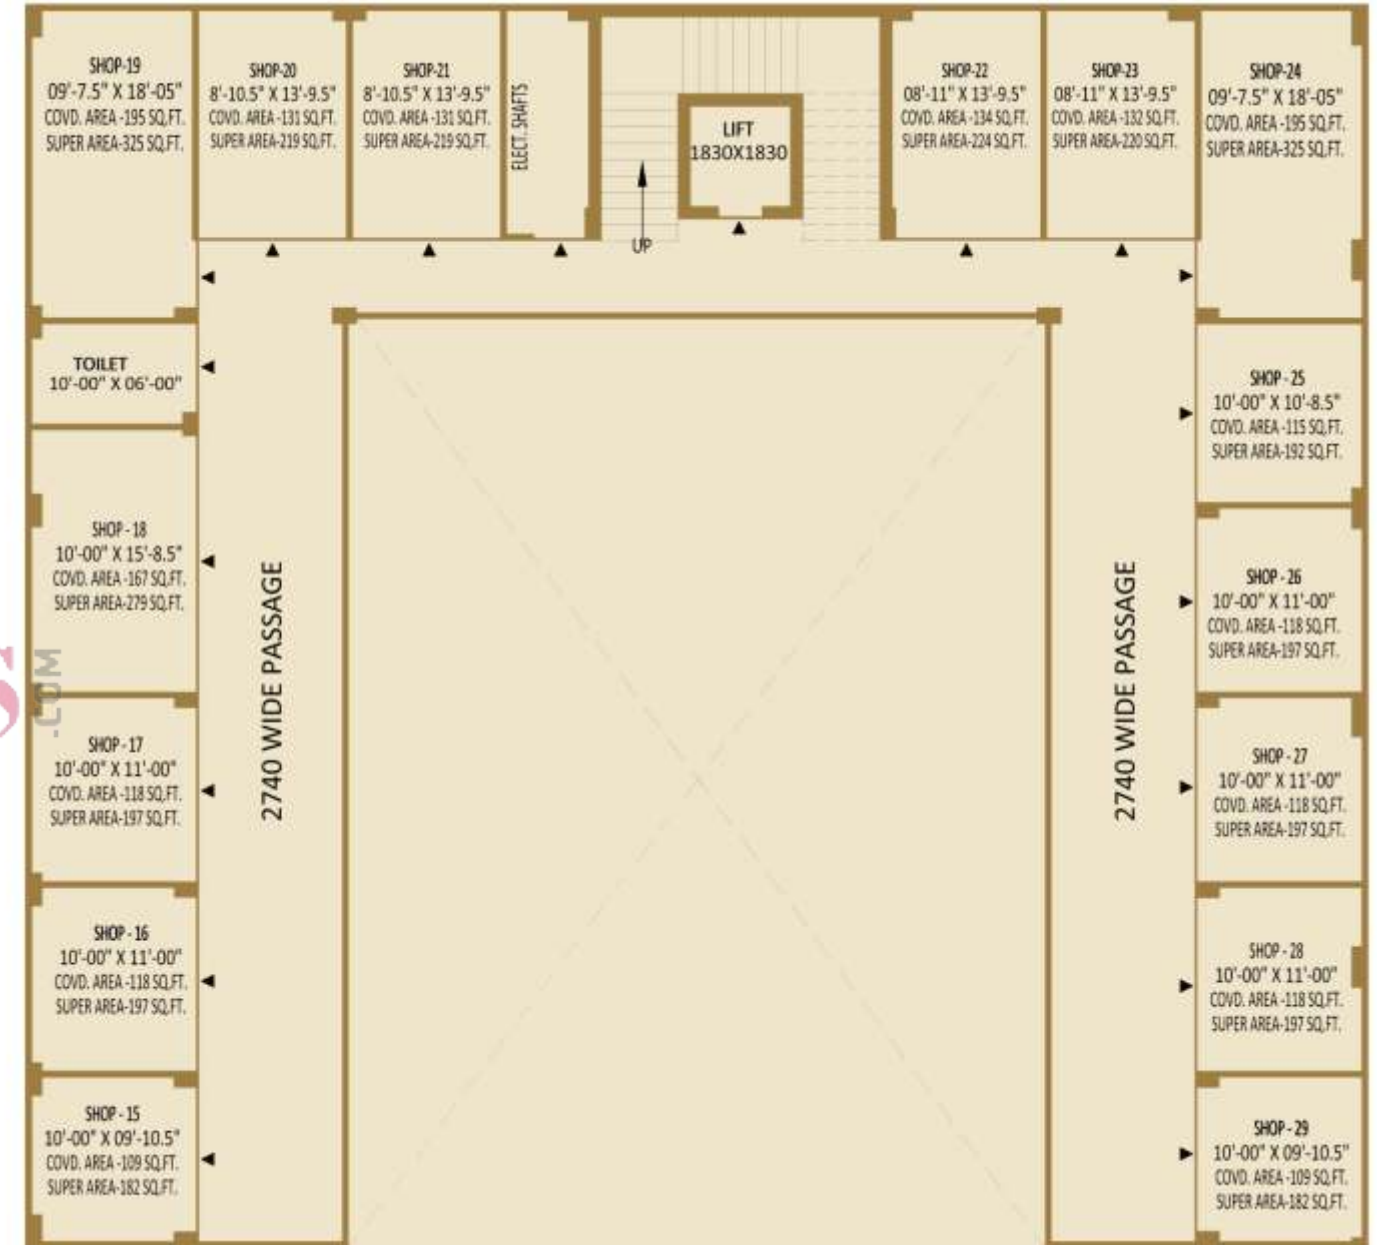 SHOP-19
09'-7.5" X 18'-05"
COVD. AREA -195 SQ.FT.
SUPER AREA-325 SQ.FT.
SHOP-20
8'-10.5" X 13'-9.5"
COVD. AREA -131 SQ.FT.
SUPER AREA-219 SQ.FT.
SHOP-21
8'-10.5" X 13'-9.5"
COVD. AREA -131 SQ.FT.
SUPER AREA-219 SQ.FT.
ELECT. SHAFTS
UP
LIFT
1830X1830
SHOP-22
08'-11" X 13'-9.5"
COVD. AREA -134 SQ.FT.
SUPER AREA-224 SQ.FT.
SHOP-23
08'-11" X 13'-9.5"
COVD. AREA -132 SQ.FT.
SUPER AREA-220 SQ.FT.
SHOP-24
09'-7.5" X 18'-05"
COVD. AREA -195 SQ.FT.
SUPER AREA-325 SQ.FT.
TOILET
10'-00" X 06'-00"
SHOP - 18
10'-00" X 15'-8.5"
COVD. AREA -167 SQ.FT.
SUPER AREA-279 SQ.FT.
SHOP - 17
10'-00" X 11'-00"
COVD. AREA -118 SQ.FT.
SUPER AREA-197 SQ.FT.
SHOP - 16
10'-00" X 11'-00"
COVD. AREA -118 SQ.FT.
SUPER AREA-197 SQ.FT.
SHOP - 15
10'-00" X 09'-10.5"
COVD. AREA -109 SQ.FT.
SUPER AREA-182 SQ.FT.
2740 WIDE PASSAGE
2740 WIDE PASSAGE
SHOP - 25
10'-00" X 10'-8.5"
COVD. AREA -115 SQ.FT.
SUPER AREA-192 SQ.FT.
SHOP - 26
10'-00" X 11'-00"
COVD. AREA -118 SQ.FT.
SUPER AREA-197 SQ.FT.
SHOP - 27
10'-00" X 11'-00"
COVD. AREA -118 SQ.FT.
SUPER AREA-197 SQ.FT.
SHOP - 28
10'-00" X 11'-00"
COVD. AREA -118 SQ.FT.
SUPER AREA-197 SQ.FT.
SHOP - 29
10'-00" X 09'-10.5"
COVD. AREA -109 SQ.FT.
SUPER AREA-182 SQ.FT.
S
.COM